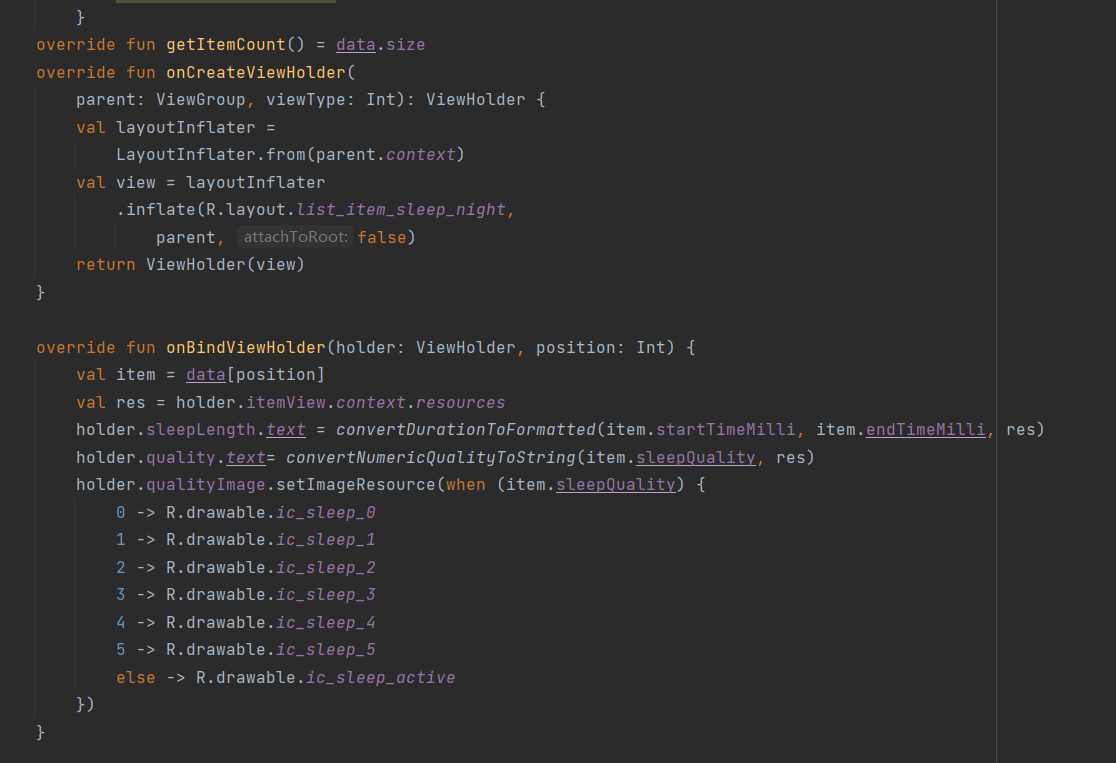 }
override fun getItemCount() = data.size
override fun onCreateViewHolder(
parent: ViewGroup, viewType: Int): ViewHolder {
val layoutInflater =
LayoutInflater.from(parent.context)
val view = layoutInflater
.inflate(R.layout.list_item_sleep_night,
parent, attachToRoot: false)
return ViewHolder(view)
}
override fun onBindViewHolder(holder: ViewHolder, position: Int) {
val item = data[position]
val res = holder.itemView.context.resources
holder.sleepLength.text = convertDurationToFormatted(item.startTimeMilli, item.endTimeMilli, res)
holder.quality.text= convertNumericQualityToString(item.sleepQuality, res)
holder.qualityImage.setImageResource(when (item.sleepQuality) {
0 -> R.drawable.ic_sleep_0
1 -> R.drawable.ic_sleep_1
2 -> R.drawable.ic_sleep_2
3 -> R.drawable.ic_sleep_3
4 -> R.drawable.ic_sleep_4
5 -> R.drawable.ic_sleep_5
else -> R.drawable.ic_sleep_active
})
}